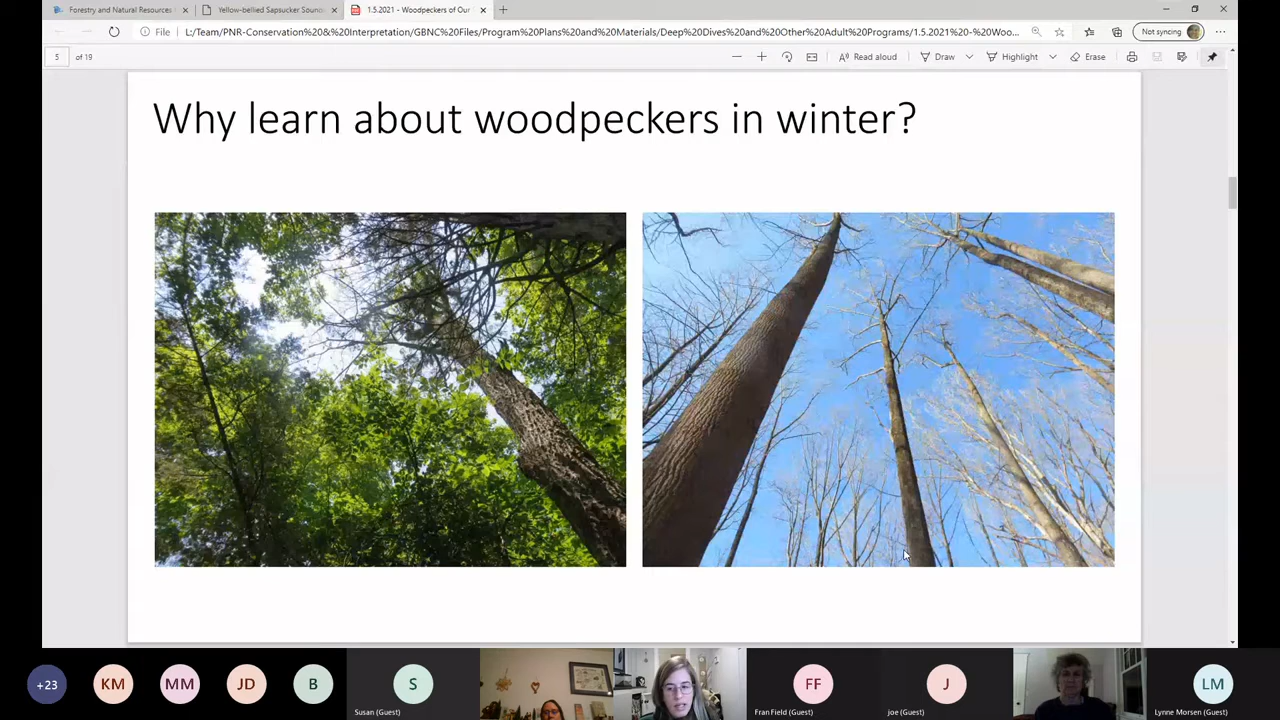 Forestry and Natural Resources
Yellow-bellied Sapsucker Sounds
1.5.2021 - Woodpeckers of Our
File
L:/Team/PNR-Conservation%20&%20Interpretation/GBNC%20Files/Program%20Plans%20and%20Materials/Deep%20Dives%20and%20Other%20Adult%20Programs/1.5.2021%20-%20Woo...
Not syncing
5 of 19
Read aloud
Draw
Highlight
Erase
Why learn about woodpeckers in winter?
+23
KM
MM
JD
B
S
Susan (Guest)
FF
Fran Field (Guest)
J
joe (Guest)
LM
Lynne Morsen (Guest)